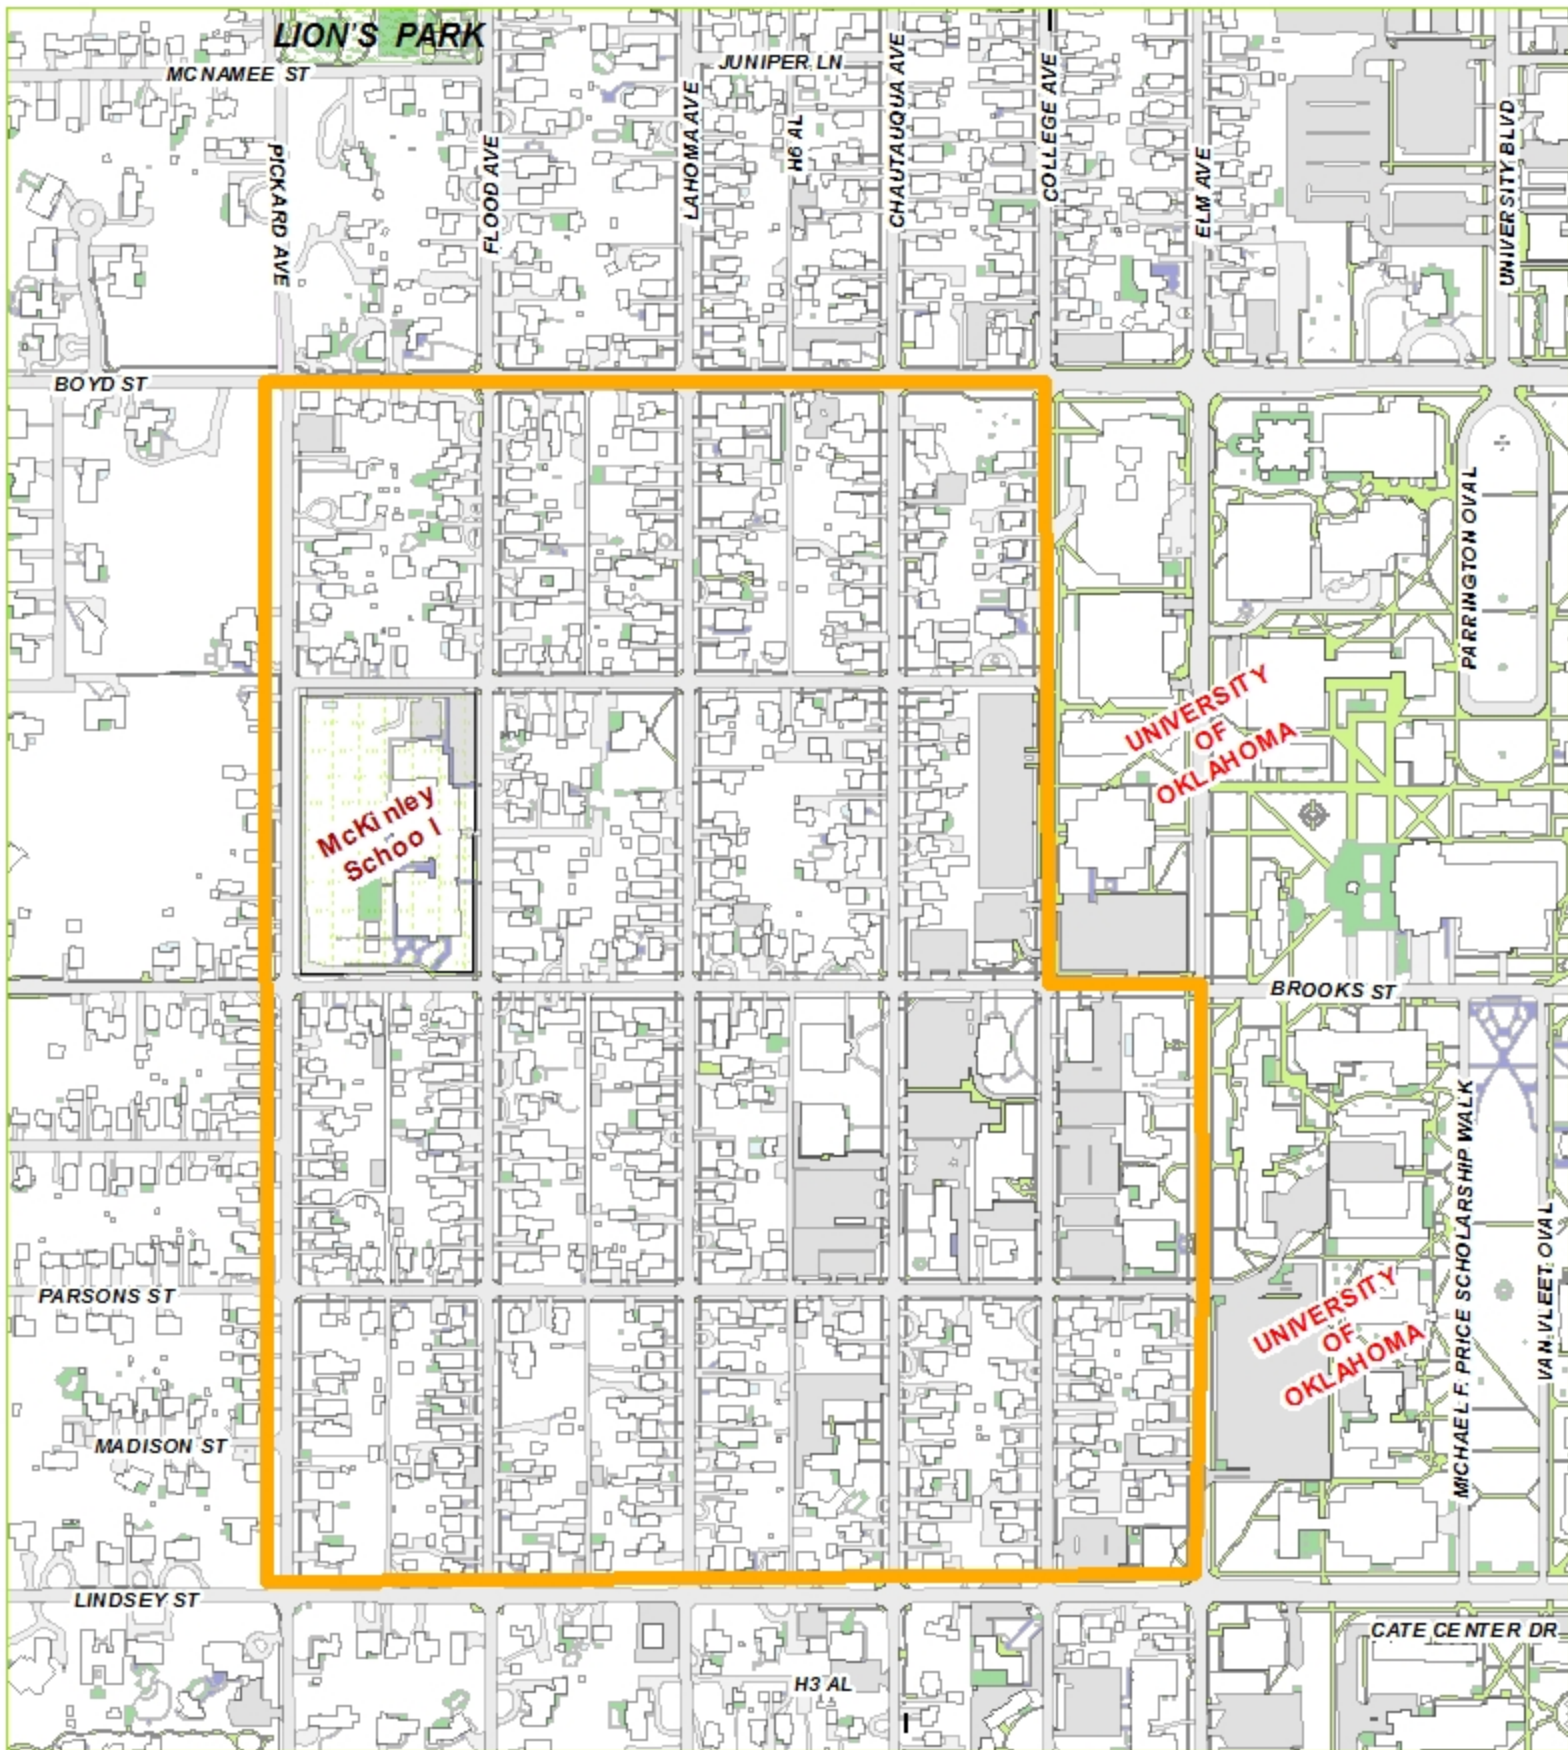 LION'S PARK
MCNAMEE ST
JUNIPER LN
PICKARD AVE
FLOOD AVE
LAHOMA AVE
H6 AL
CHAUTAUQUA AVE
COLLEGE AVE
ELM AVE
UNIVERSITY BLVD
BOYD ST
PARRINGTON OVAL
UNIVERSITY
OF
OKLAHOMA
McKinley
School
BROOKS ST
MICHAEL F. PRICE SCHOLARSHIP WALK
VAN VLEET OVAL
PARSONS ST
UNIVERSITY
OF
OKLAHOMA
MADISON ST
LINDSEY ST
CATE CENTER DR
H3 AL